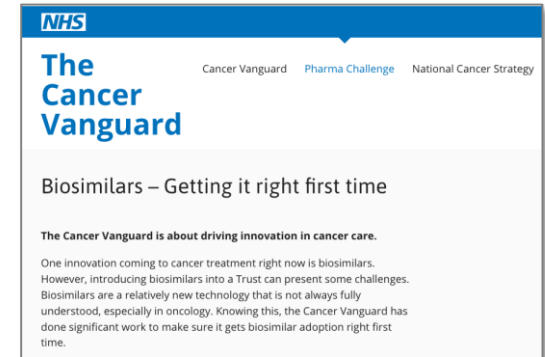 NHS
The
Cancer
Vanguard
Cancer Vanguard Pharma Challenge National Cancer Strategy
Biosimilars – Getting it right first time
The Cancer Vanguard is about driving innovation in cancer care.
One innovation coming to cancer treatment right now is biosimilars.
However, introducing biosimilars into a Trust can present some challenges.
Biosimilars are a relatively new technology that is not always fully
understood, especially in oncology. Knowing this, the Cancer Vanguard has
done significant work to make sure it gets biosimilar adoption right first
time.